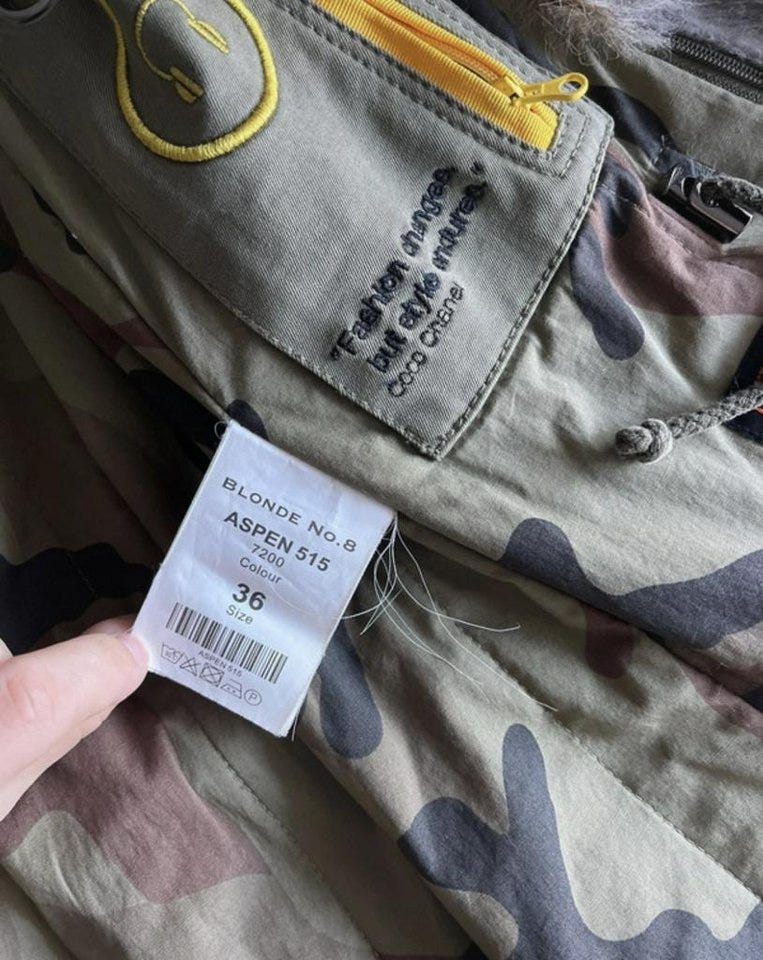 "Fashion changes,
but style endures."
Coco Chanel
BLONDE No.8
ASPEN 515
7200
Colour
36
Size
ASPEN 515
P